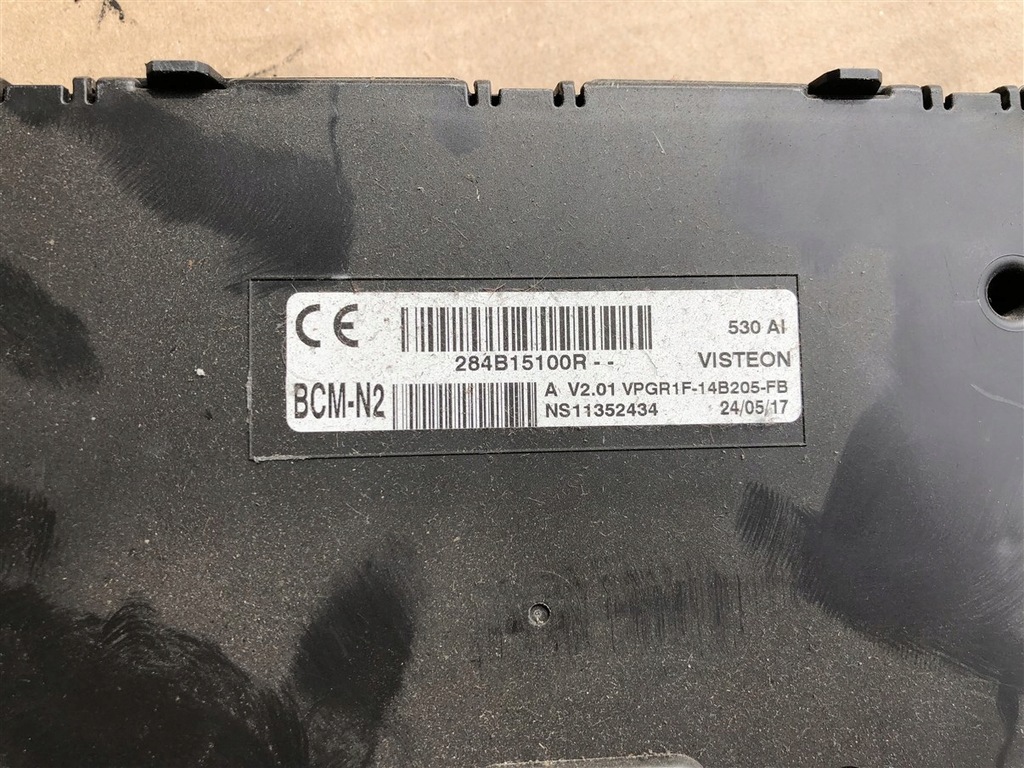 CE 530 AI
284B15100R-- VISTEON
BCM-N2 A V2.01 VPGR1F-14B205-FB
NS11352434 24/05/17